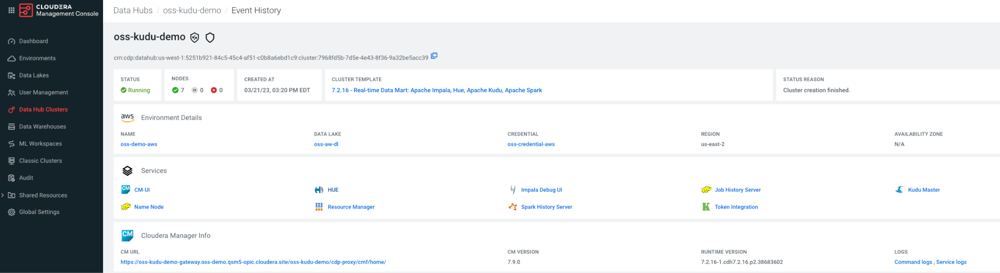 CLOUDERA
Management Console
Dashboard
Environments
Data Lakes
User Management
Data Hub Clusters
Data Warehouses
ML Workspaces
Classic Clusters
Audit
Shared Resources
Global Settings
Data Hubs / oss-kudu-demo / Event History
oss-kudu-demo
crn:cdp:datahub:us-west-1:5251b921-84c5-45c4-af51-c0b8a6ebd1c9:cluster:7968fd5b-7d5e-4e43-8f36-9a32be5acc39
STATUS
Running
NODES
7 0 0
CREATED AT
03/21/23, 03:20 PM EDT
CLUSTER TEMPLATE
7.2.16 - Real-time Data Mart: Apache Impala, Hue, Apache Kudu, Apache Spark
STATUS REASON
Cluster creation finished.
aws Environment Details
NAME DATA LAKE CREDENTIAL REGION AVAILABILITY ZONE
oss-demo-aws oss-aw-dl oss-credential-aws us-east-2 N/A
Services
CM CM-UI HUE Impala Debug UI Job History Server Kudu Master
Name Node Resource Manager Spark History Server Token Integration
CM Cloudera Manager Info
CM URL CM VERSION RUNTIME VERSION LOGS
https://oss-kudu-demo-gateway.oss-demo.qsm5-opic.cloudera.site/oss-kudu-demo/cdp-proxy/cmf/home/ 7.9.0 7.2.16-1.cdh7.2.16.p2.38683602 Command logs , Service logs